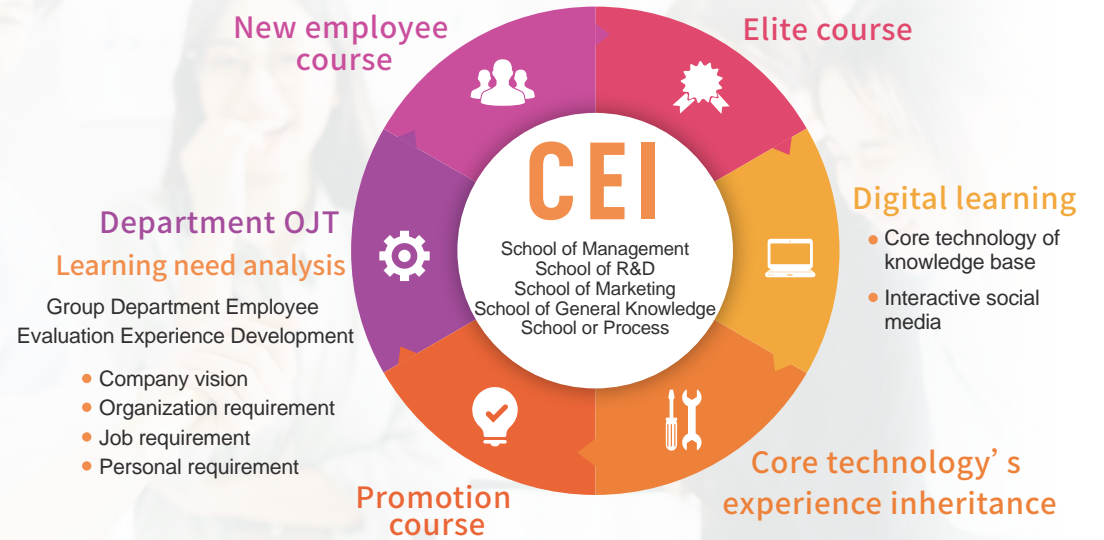 New employee
course
Elite course
CEI
School of Management
School of R&D
School of Marketing
School of General Knowledge
School or Process
Digital learning
Core technology of
knowledge base
Interactive social
media
Department OJT
Learning need analysis
Group Department Employee
Evaluation Experience Development
Company vision
Organization requirement
Job requirement
Personal requirement
Core technology’s
experience inheritance
Promotion
course